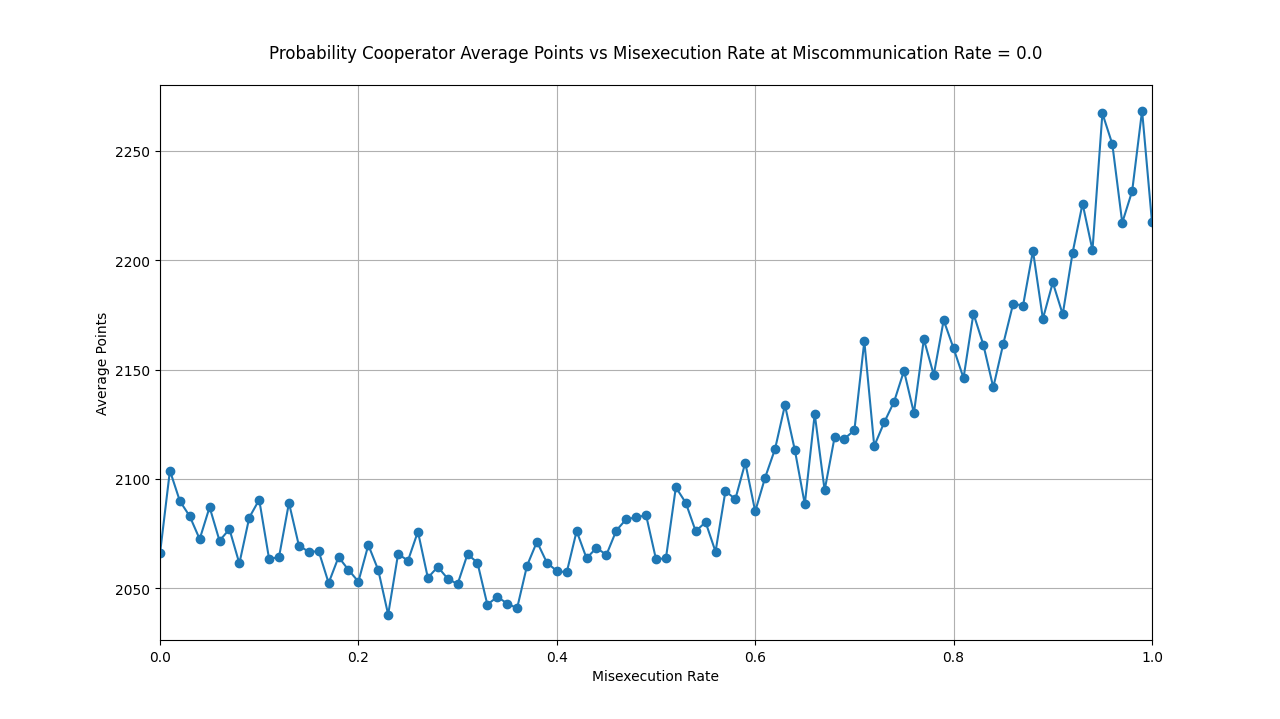 Probability Cooperator Average Points vs Misexecution Rate at Miscommunication Rate = 0.0
2250
2200
2150
2100
2050
Average Points
0.0 0.2 0.4 0.6 0.8 1.0
Misexecution Rate